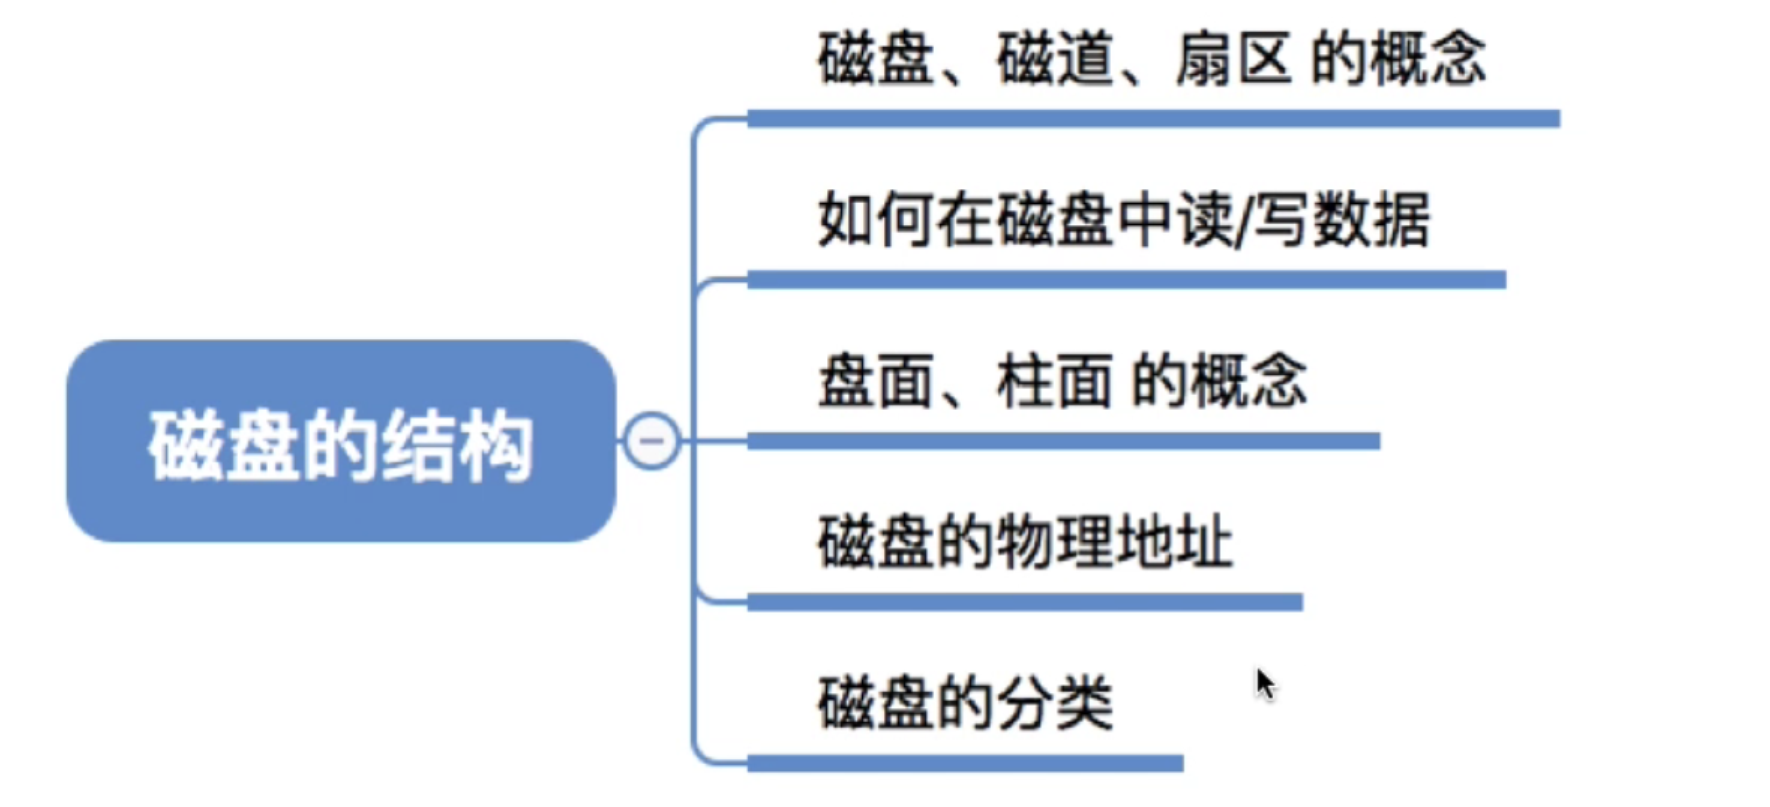 磁盘的结构
磁盘、磁道、扇区 的概念
如何在磁盘中读/写数据
盘面、柱面 的概念
磁盘的物理地址
磁盘的分类